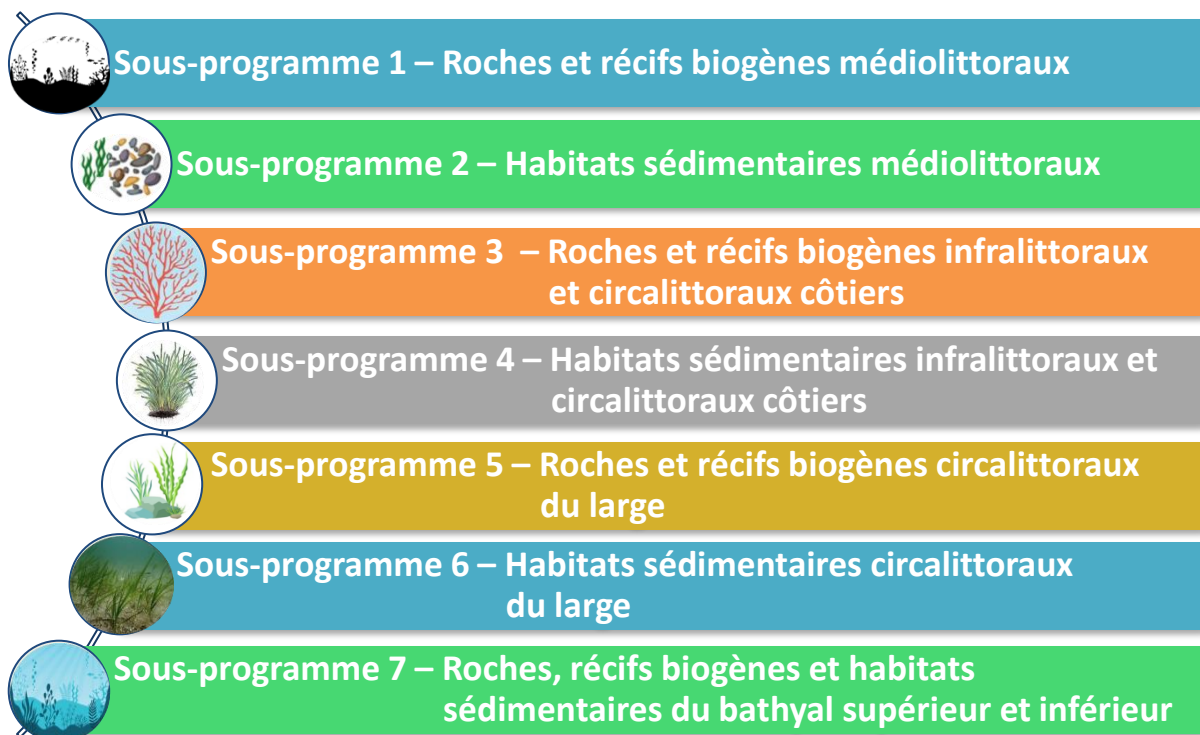 Sous-programme 1 – Roches et récifs biogènes médiolittoraux
Sous-programme 2 – Habitats sédimentaires médiolittoraux
Sous-programme 3 – Roches et récifs biogènes infralittoraux
et circalittoraux côtiers
Sous-programme 4 – Habitats sédimentaires infralittoraux et
circalittoraux côtiers
Sous-programme 5 – Roches et récifs biogènes circalittoraux
du large
Sous-programme 6 – Habitats sédimentaires circalittoraux
du large
Sous-programme 7 – Roches, récifs biogènes et habitats
sédimentaires du bathyal supérieur et inférieur